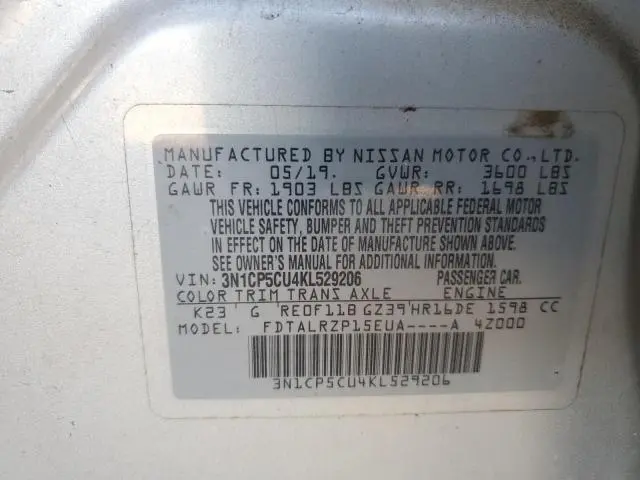 MANUFACTURED BY NISSAN MOTOR CO., LTD.
DATE: 05/19. GVWR: 3600 LBS
GAWR FR: 1903 LBS GAWR RR: 1698 LBS
THIS VEHICLE CONFORMS TO ALL APPLICABLE FEDERAL MOTOR
VEHICLE SAFETY, BUMPER AND THEFT PREVENTION STANDARDS
IN EFFECT ON THE DATE OF MANUFACTURE SHOWN ABOVE.
SEE OWNER'S MANUAL FOR ADDITIONAL INFORMATION.
VIN: 3N1CP5CU4KL529206 PASSENGER CAR.
COLOR TRIM TRANS AXLE ENGINE
K23 G RE0F11B GZ39 HR16DE 1598 CC
MODEL: FDTALRZP15EUA----A 4Z000
3N1CP5CU4KL529206